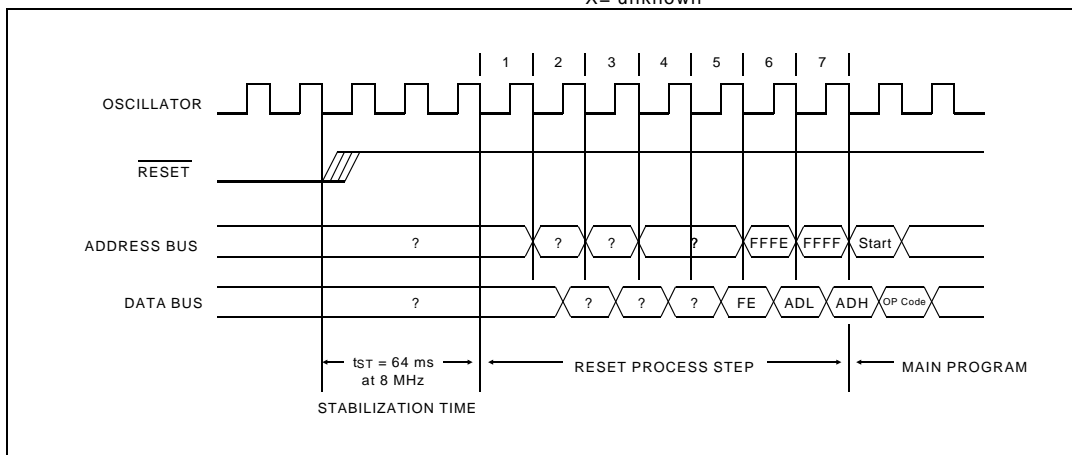 X= unknown
1 2 3 4 5 6 7
OSCILLATOR
RESET
ADDRESS BUS ? ? ? ? FFFE FFFF Start
DATA BUS ? ? ? ? FE ADL ADH OP Code
tST = 64 ms
at 8 MHz
RESET PROCESS STEP
MAIN PROGRAM
STABILIZATION TIME